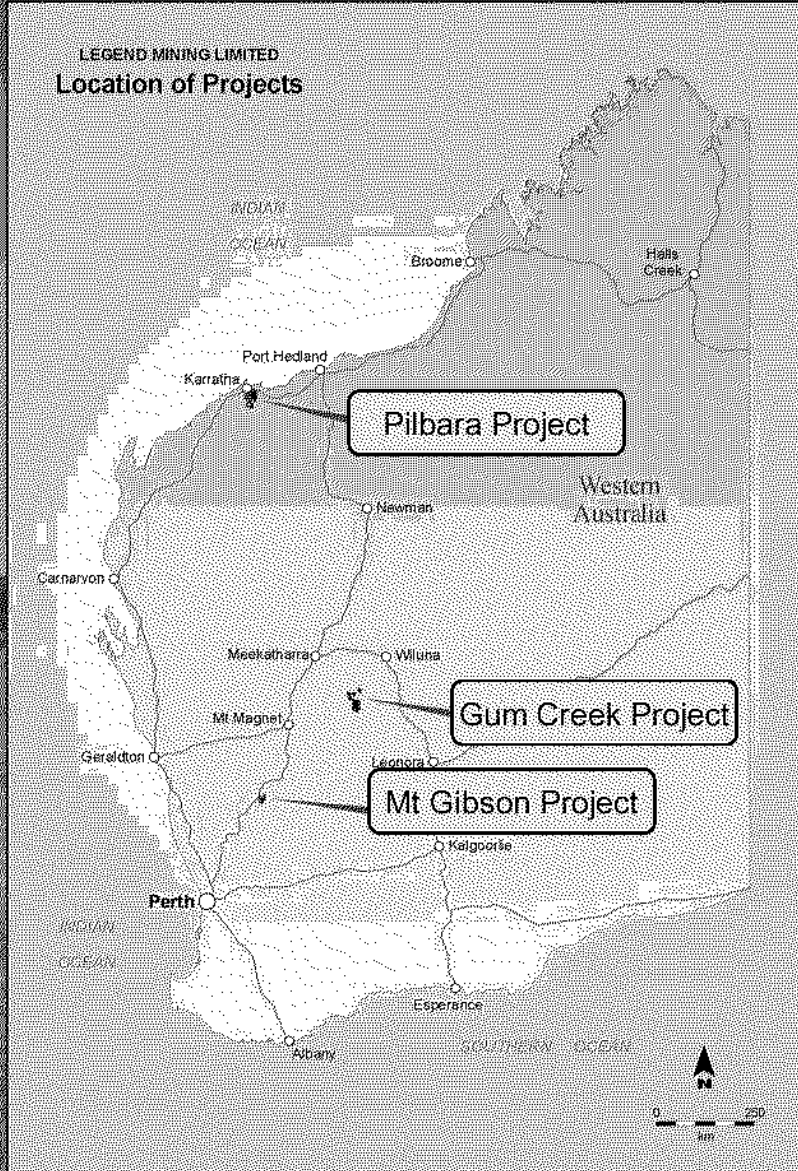 LEGEND MINING LIMITED
Location of Projects
INDIAN
OCEAN
Broome
Halls
Creek
Port Hedland
Karratha
Pilbara Project
Western
Australia
Newman
Carnarvon
Meekatharra
Wiluna
Gum Creek Project
Mt Magnet
Geraldton
Leonora
Mt Gibson Project
Kalgoorlie
Perth
INDIAN
OCEAN
Esperance
SOUTHERN OCEAN
Albany
N
0 250
km